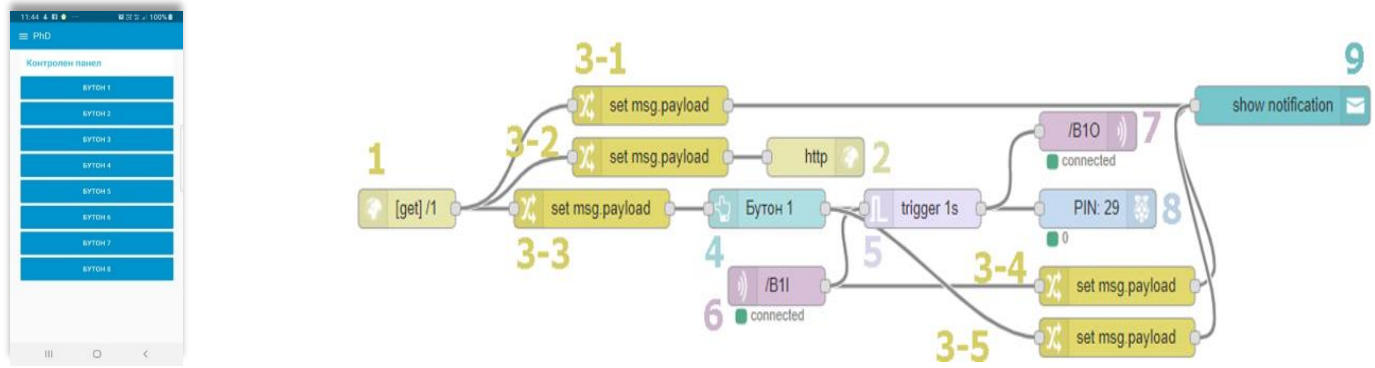 11:44
100%
PhD
Контролен панел
БУТОН 1
БУТОН 2
БУТОН 3
БУТОН 4
БУТОН 5
БУТОН 6
БУТОН 7
БУТОН 8
3-1
set msg.payload
9
show notification
3-2
set msg.payload
http
2
/B1O
7
connected
1
[get] /1
set msg.payload
3-3
Бутон 1
4
trigger 1s
5
PIN: 29
8
0
/B1I
6
connected
3-4
set msg.payload
3-5
set msg.payload